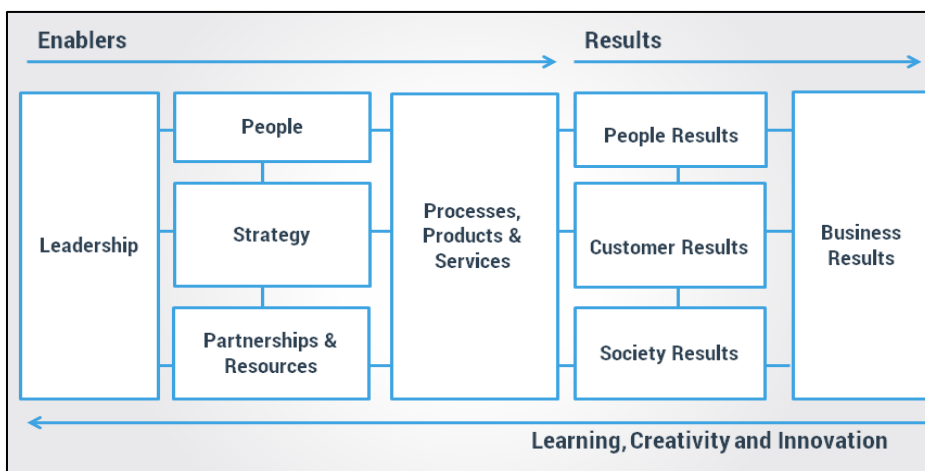 Enablers
Results
People
People Results
Leadership
Strategy
Processes,
Products &
Services
Customer Results
Business
Results
Partnerships &
Resources
Society Results
Learning, Creativity and Innovation